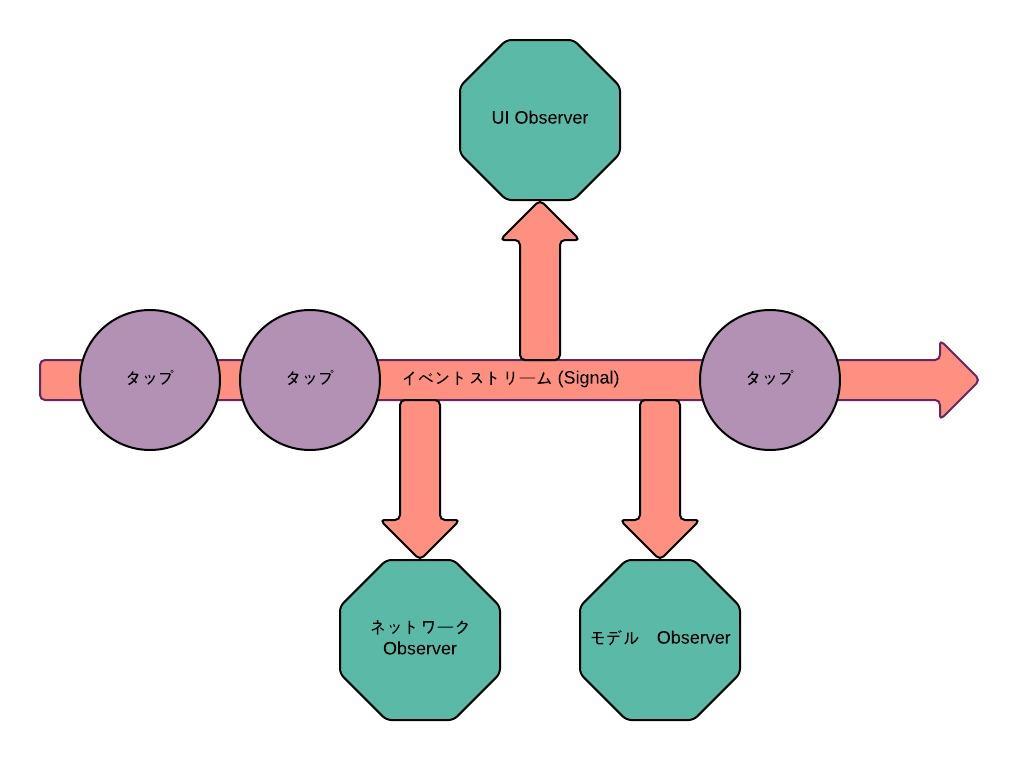 UI Observer
タップ
タップ
イベントストリーム (Signal)
タップ
ネットワーク
Observer
モデル　Observer